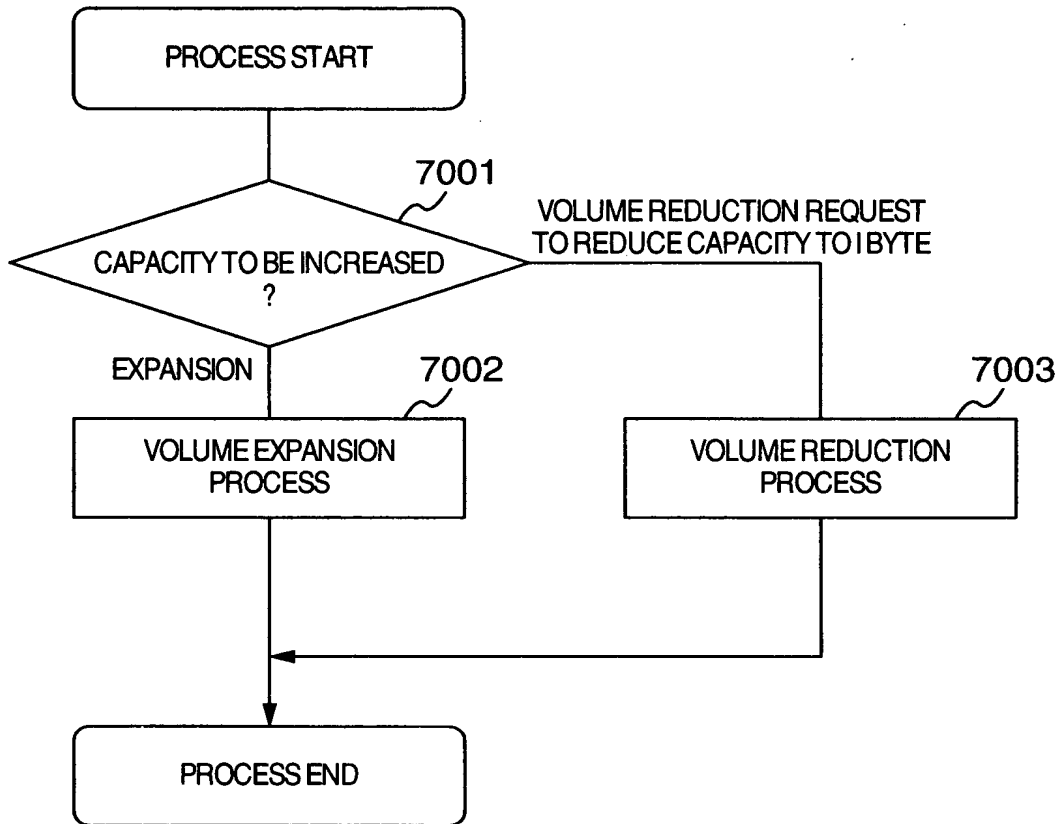 PROCESS START
7001
VOLUME REDUCTION REQUEST
TO REDUCE CAPACITY TO I BYTE
CAPACITY TO BE INCREASED
?
EXPANSION
7002
7003
VOLUME EXPANSION
PROCESS
VOLUME REDUCTION
PROCESS
PROCESS END